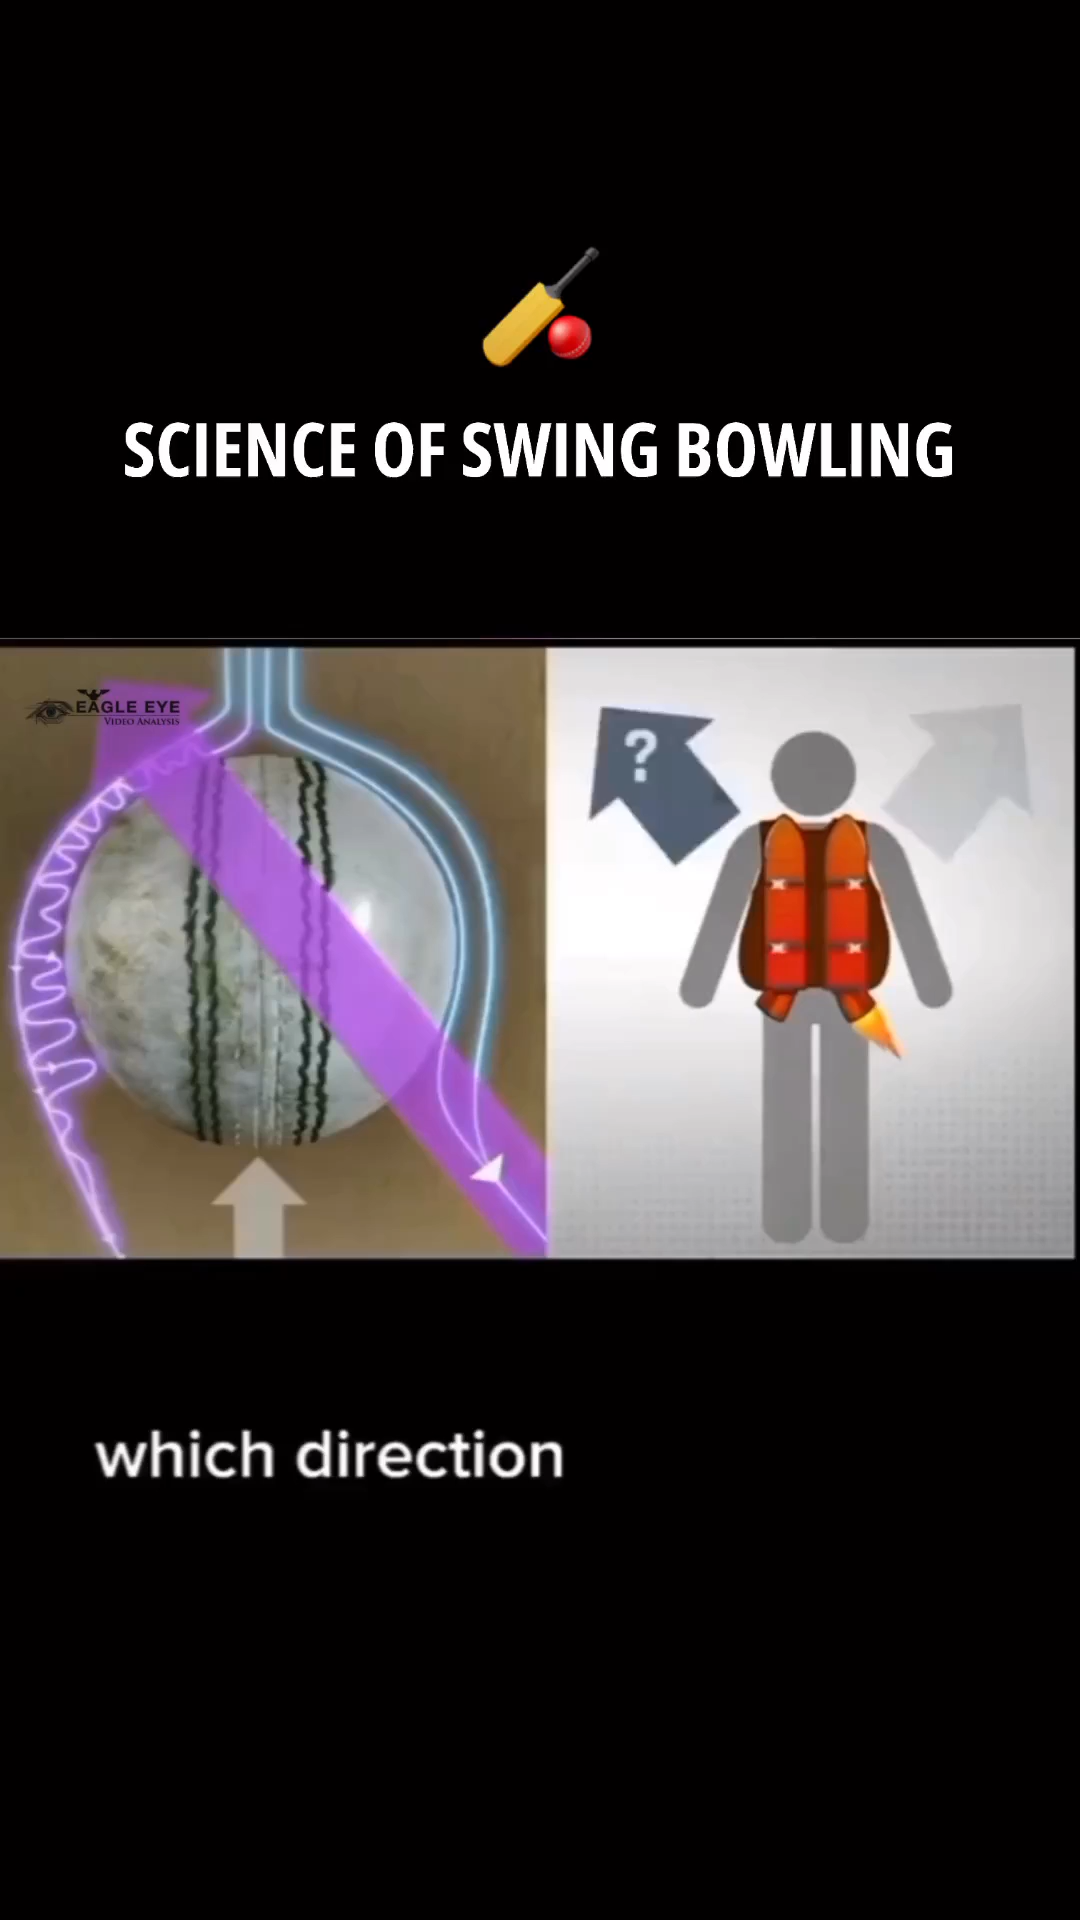 SCIENCE OF SWING BOWLING
EAGLE EYE
VIDEO ANALYSIS
?
which direction